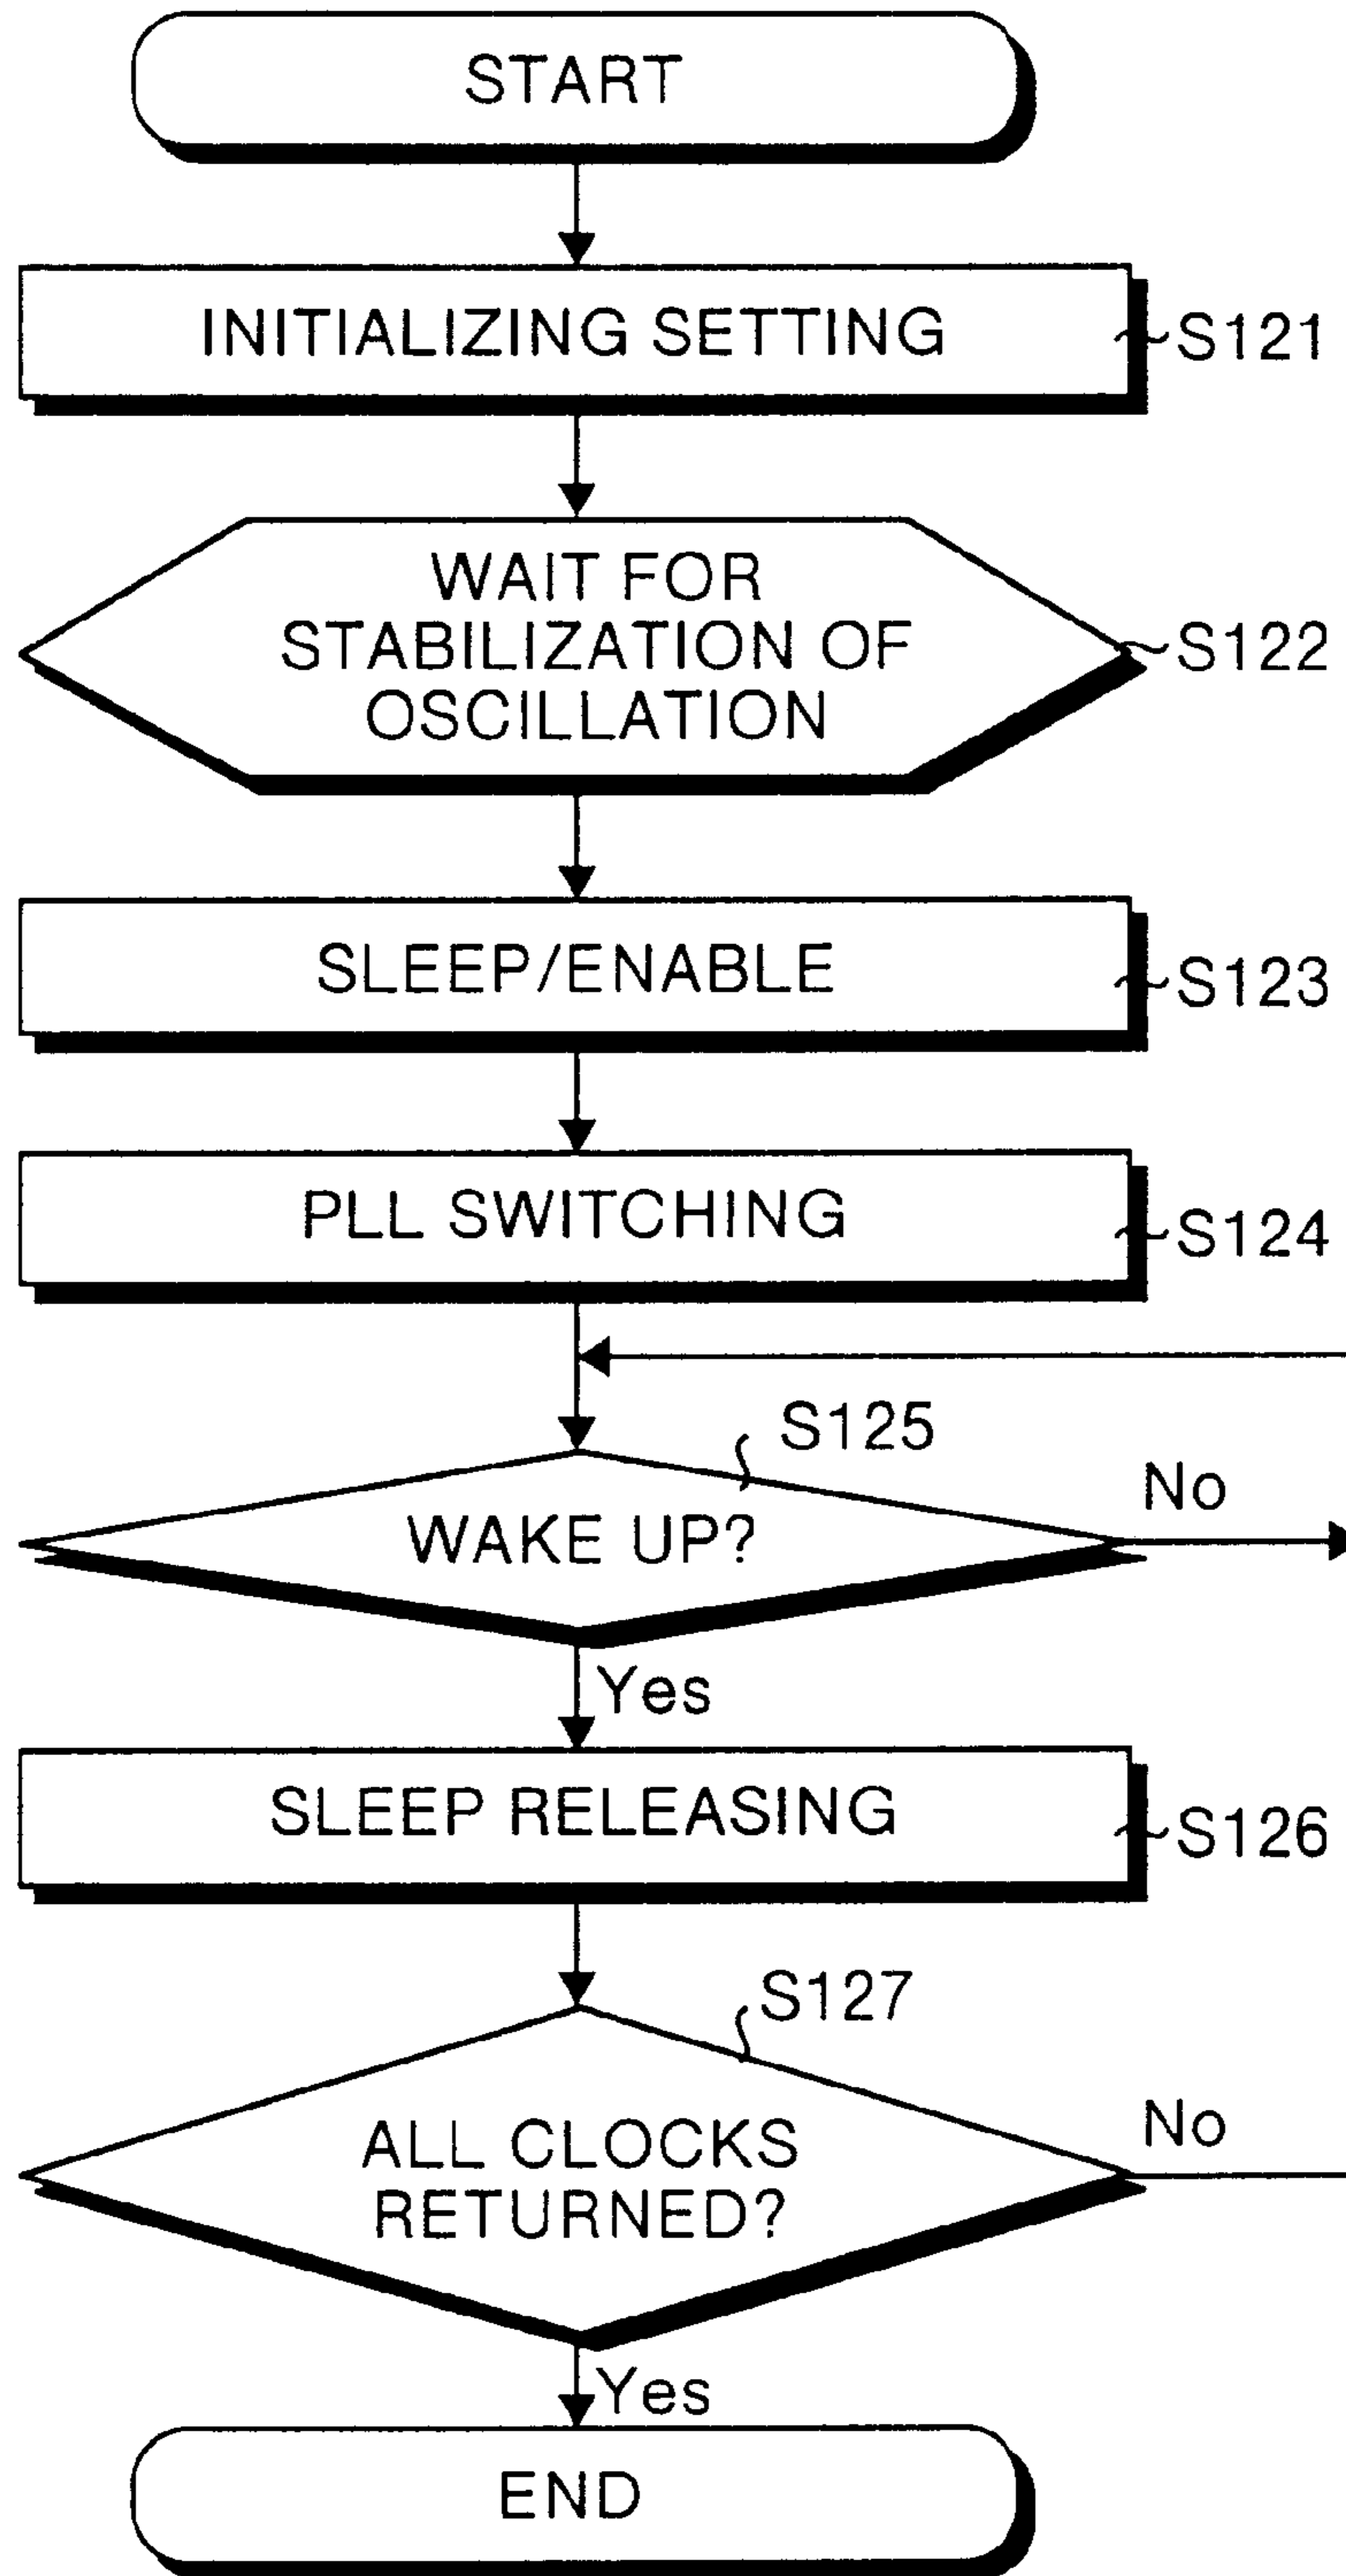 START
INITIALIZING SETTING
S121
WAIT FOR
STABILIZATION OF
OSCILLATION
S122
SLEEP/ENABLE
S123
PLL SWITCHING
S124
S125
WAKE UP?
No
Yes
SLEEP RELEASING
S126
S127
ALL CLOCKS
RETURNED?
No
Yes
END